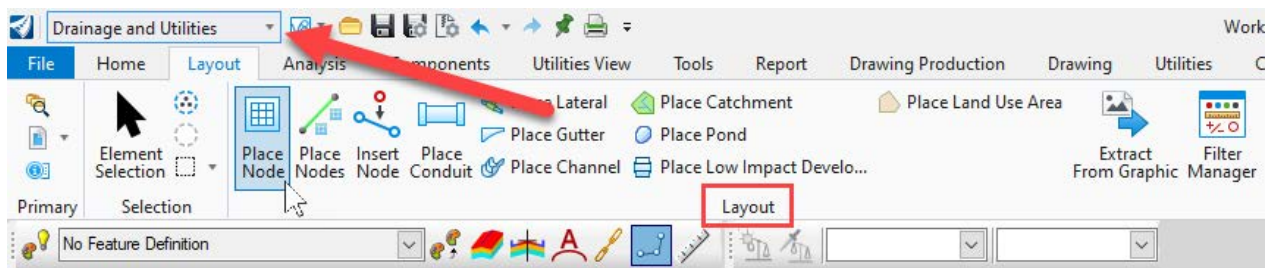 Drainage and Utilities
Work
File Home Layout Analysis Components Utilities View Tools Report Drawing Production Drawing Utilities
Element Selection
Place Node
Place Nodes
Insert Node
Place Conduit
Place Lateral
Place Gutter
Place Channel
Place Catchment
Place Pond
Place Low Impact Develo...
Place Land Use Area
Extract From Graphic
Filter Manager
Primary Selection Layout
No Feature Definition